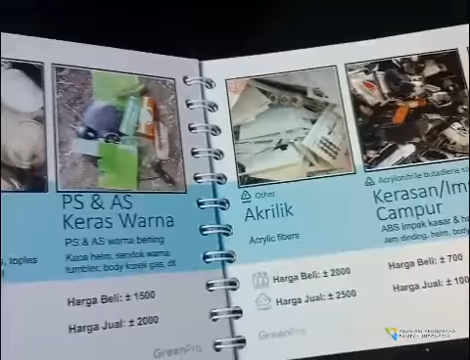 PS & AS
Keras Warna
PS & AS warna bening
Kaca helm, sendok warna,
tumbler, body korek gas, dll
Harga Beli: ± 1500
Harga Jual: ± 2000
GreenPro
toples
Other
Akrilik
Acrylic fibers
Harga Beli: ± 2000
Harga Jual: ± 2500
GreenPro
Acrylonitrile butadiene
Kerasan/Im
Campur
ABS impek kasar & ha
Jam dinding, helm, body
Harga Beli: ± 700
Harga Jual: ± 100